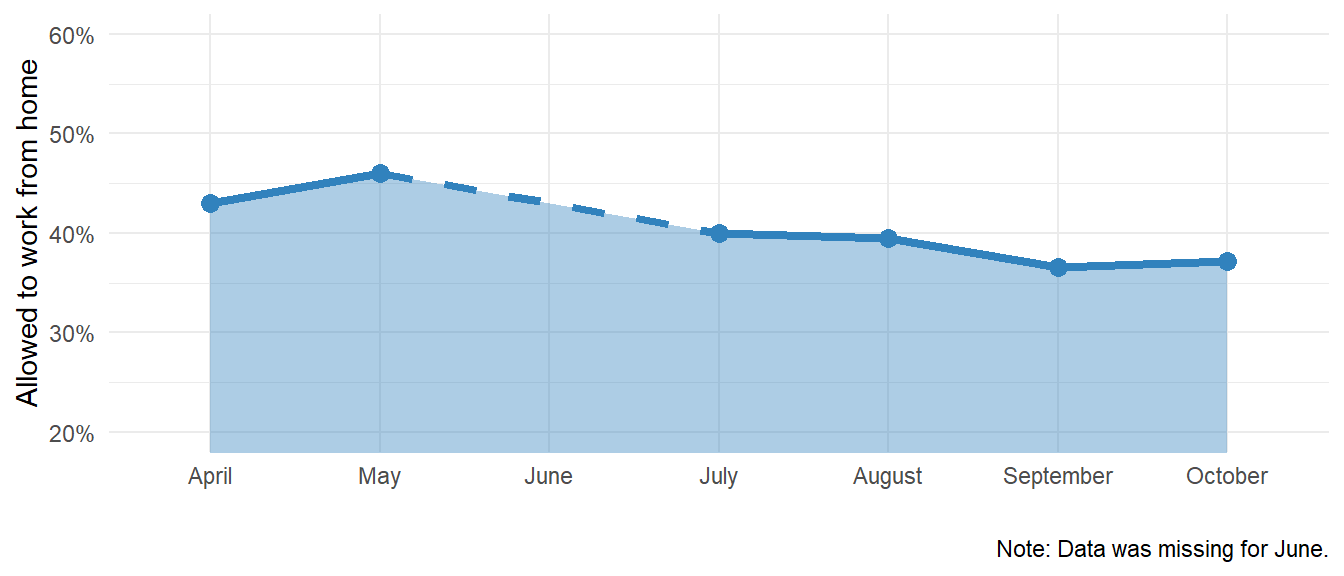 Allowed to work from home
60%
50%
40%
30%
20%
April May June July August September October
Note: Data was missing for June.